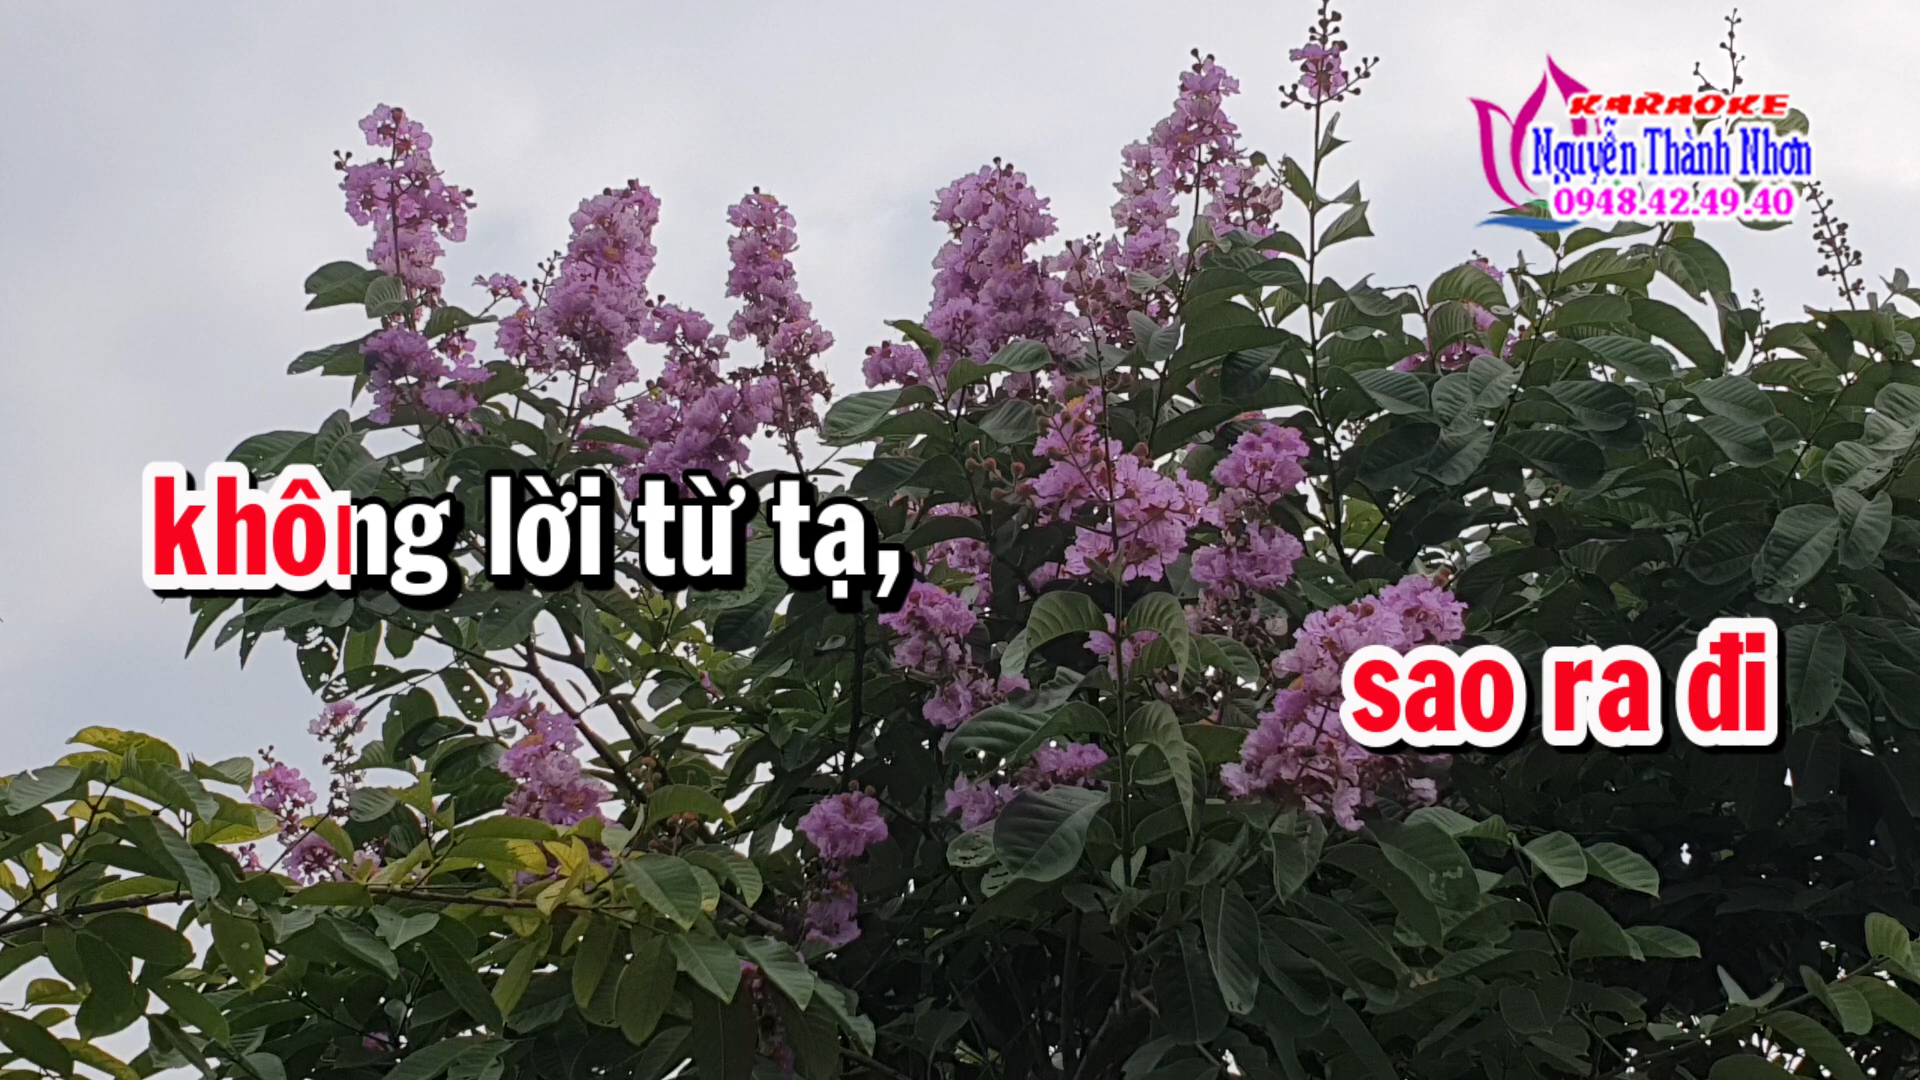 KARAOKE
Nguyễn Thành Nhơn
0948.42.49.40
không lời từ tạ,
sao ra đi